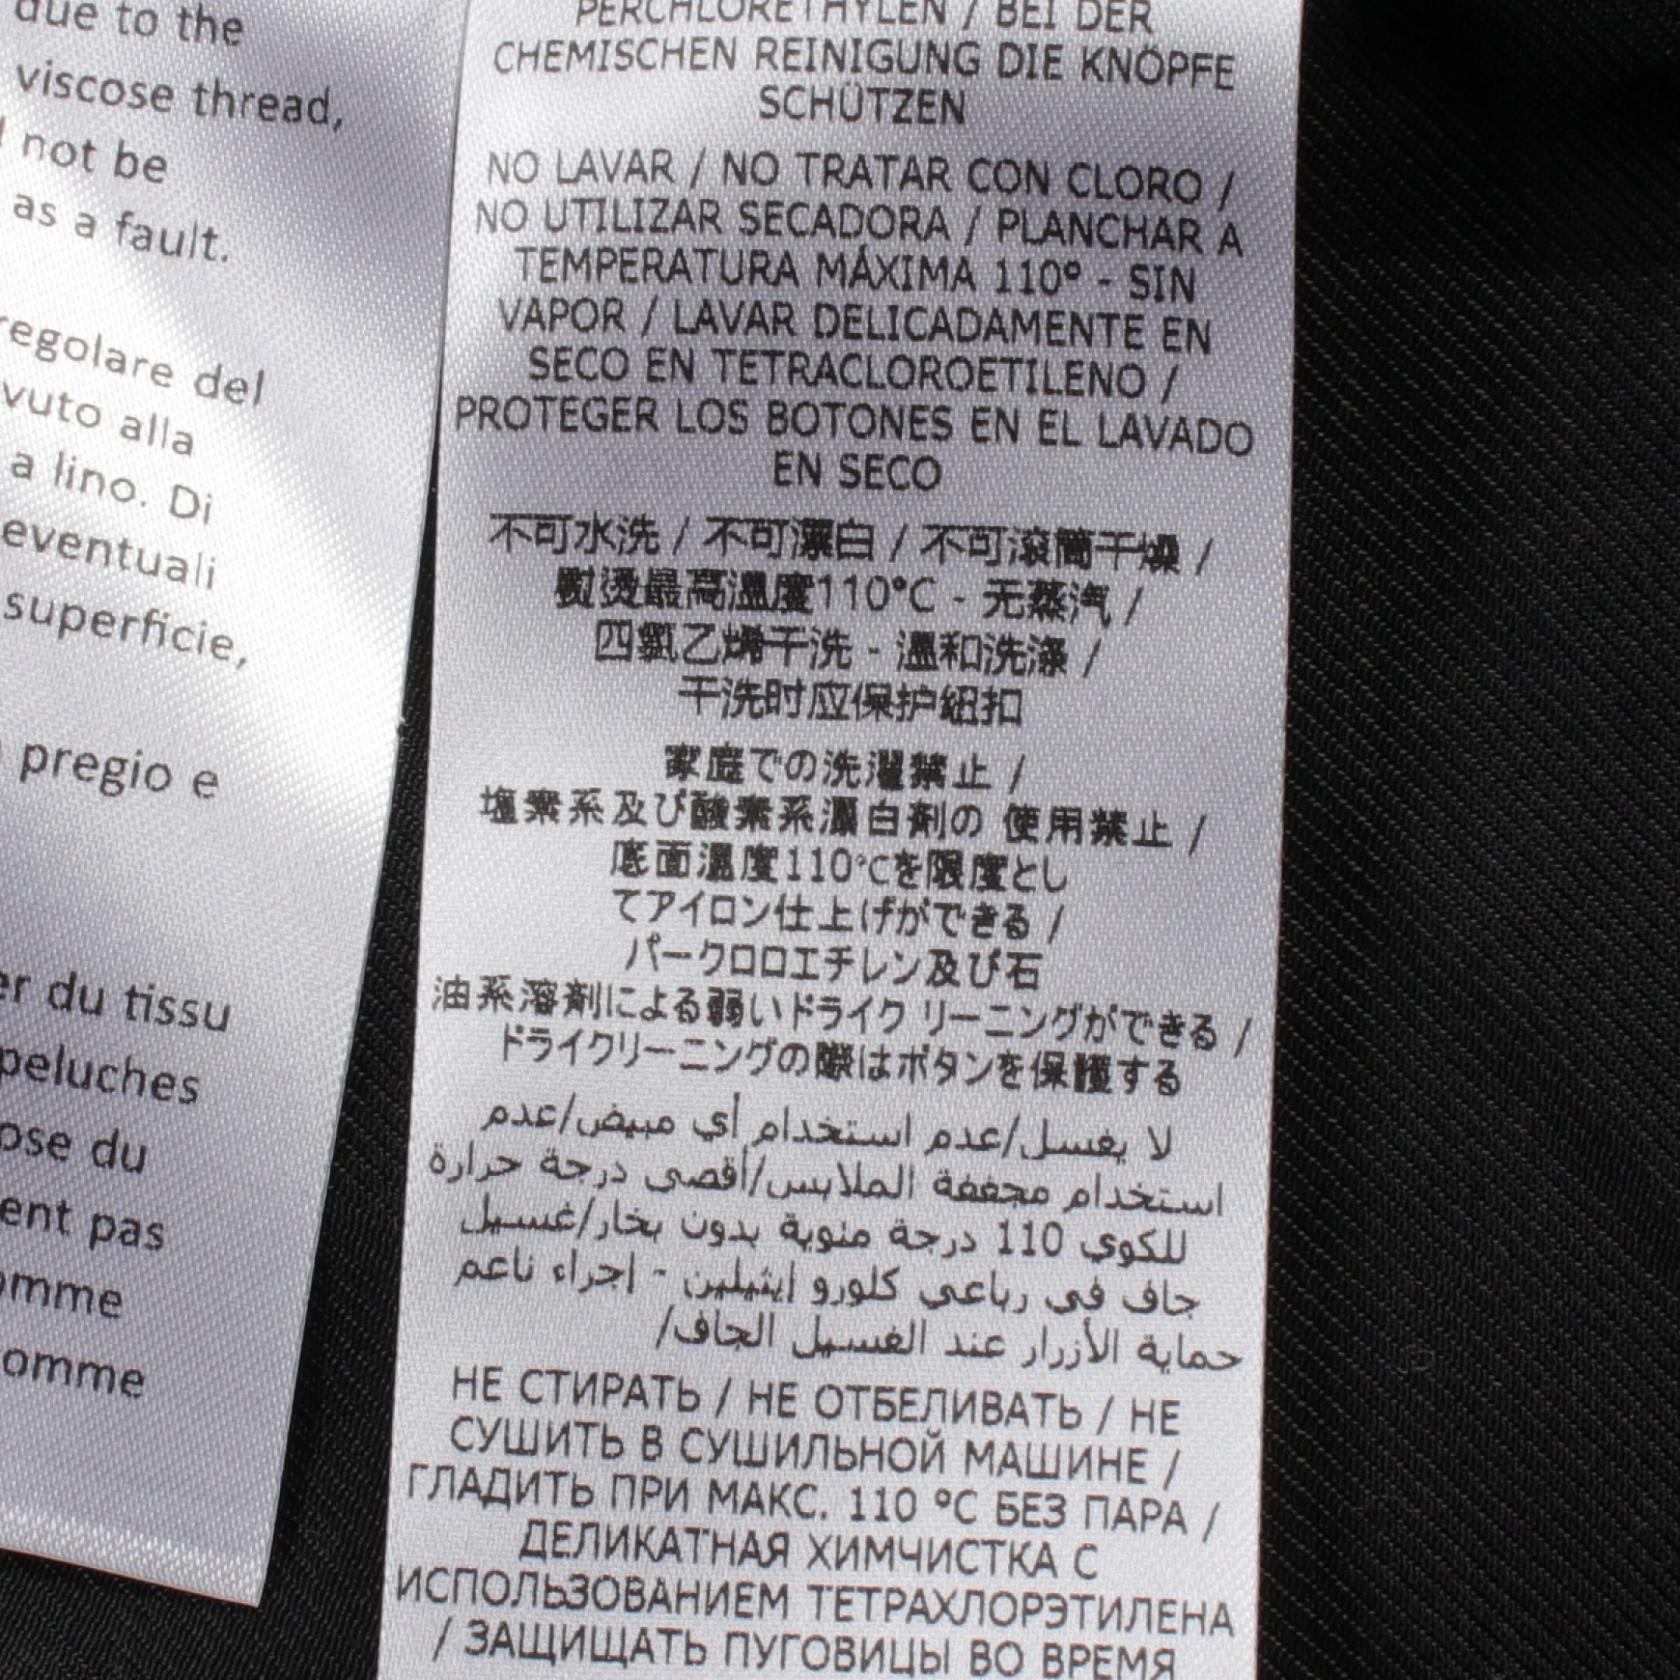 due to the
viscose thread,
not be
as a fault.
regolare del
vuto alla
a lino. Di
eventuali
superficie,
pregio e
er du tissu
peluches
ose du
ent pas
omme
omme
PERCHLORETHYLEN / BEI DER
CHEMISCHEN REINIGUNG DIE KNÖPFE
SCHÜTZEN
NO LAVAR / NO TRATAR CON CLORO /
NO UTILIZAR SECADORA / PLANCHAR A
TEMPERATURA MÁXIMA 110° - SIN
VAPOR / LAVAR DELICADAMENTE EN
SECO EN TETRACLOROETILENO /
PROTEGER LOS BOTONES EN EL LAVADO
EN SECO
不可水洗 / 不可漂白 / 不可滚筒干燥 /
熨烫最高温度110°C - 无蒸汽 /
四氯乙烯干洗 - 温和洗涤 /
干洗时应保护纽扣
家庭での洗濯禁止 /
塩素系及び酸素系漂白剤の 使用禁止 /
底面温度110℃を限度とし
てアイロン仕上げができる /
パークロロエチレン及び石
油系溶剤による弱いドライク リーニングができる /
ドライクリーニングの際はボタンを保護する
لا يغسل/عدم استخدام أي مبيض/عدم
استخدام مجففة الملابس/أقصى درجة حرارة
للكوي 110 درجة مئوية بدون بخار/غسيل
جاف في رباعي كلورو إيثيلين - إجراء ناعم
حماية الأزرار عند الغسيل الجاف/
НЕ СТИРАТЬ / НЕ ОТБЕЛИВАТЬ / НЕ
СУШИТЬ В СУШИЛЬНОЙ МАШИНЕ /
ГЛАДИТЬ ПРИ МАКС. 110 °C БЕЗ ПАРА /
ДЕЛИКАТНАЯ ХИМЧИСТКА С
ИСПОЛЬЗОВАНИЕМ ТЕТРАХЛОРЭТИЛЕНА
/ ЗАЩИЩАТЬ ПУГОВИЦЫ ВО ВРЕМЯ